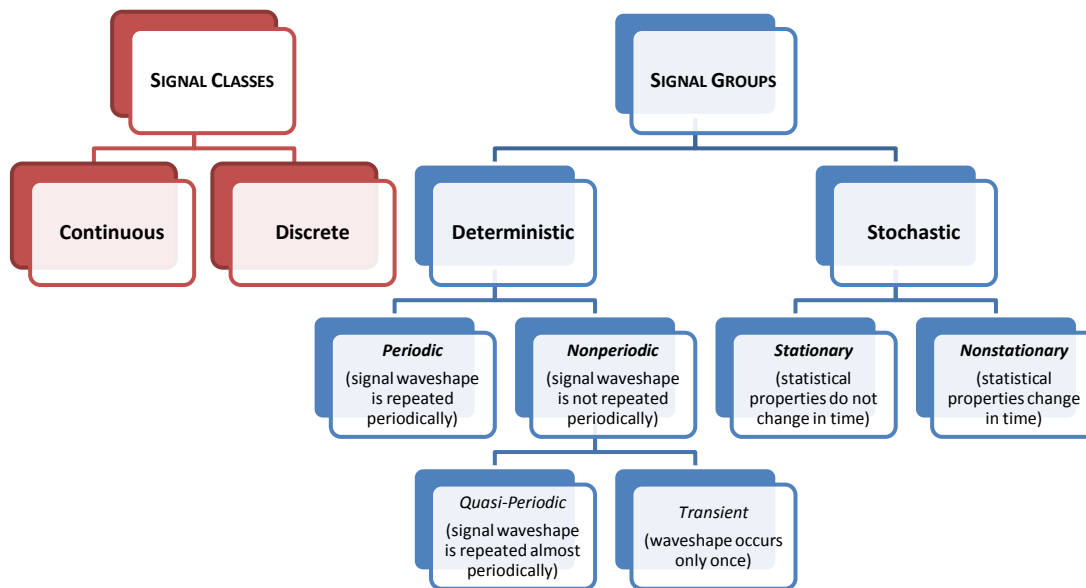 SIGNAL CLASSES
SIGNAL GROUPS
Continuous
Discrete
Deterministic
Stochastic
Periodic
(signal waveshape
is repeated
periodically)
Nonperiodic
(signal waveshape
is not repeated
periodically)
Stationary
(statistical
properties do not
change in time)
Nonstationary
(statistical
properties change
in time)
Quasi-Periodic
(signal waveshape
is repeated almost
periodically)
Transient
(waveshape occurs
only once)